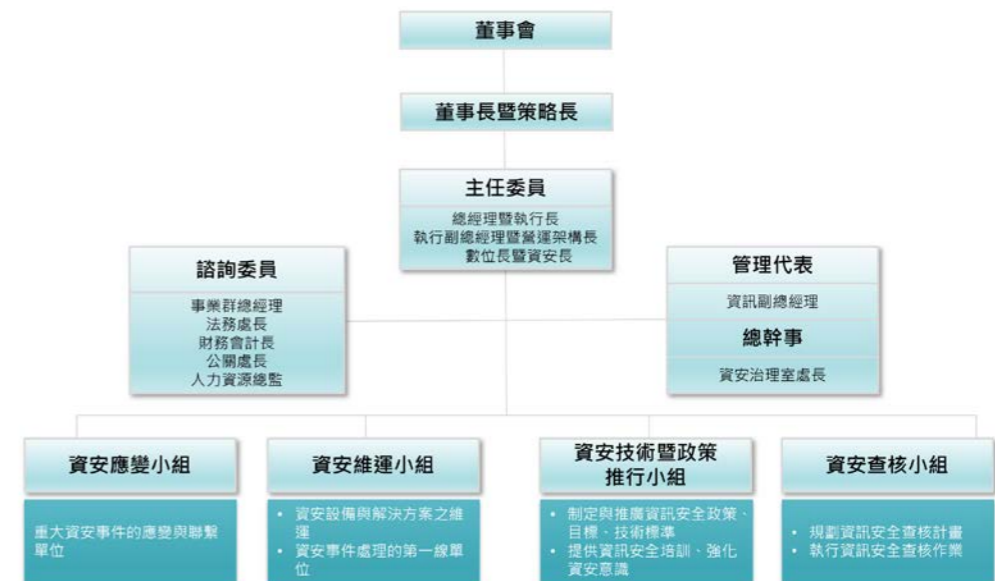 董事會
董事長暨策略長
主任委員
總經理暨執行長
執行副總經理暨營運架構長
數位長暨資安長
諮詢委員
事業群總經理
法務處長
財務會計長
公關處長
人力資源總監
管理代表
資訊副總經理
總幹事
資安治理室處長
資安應變小組
重大資安事件的應變與聯繫
單位
資安維運小組
• 資安設備與解決方案之維
運
• 資安事件處理的第一線單
位
資安技術暨政策
推行小組
• 制定與推廣資訊安全政策、
目標、技術標準
• 提供資訊安全培訓、強化
資安意識
資安查核小組
• 規劃資訊安全查核計畫
• 執行資訊安全查核作業